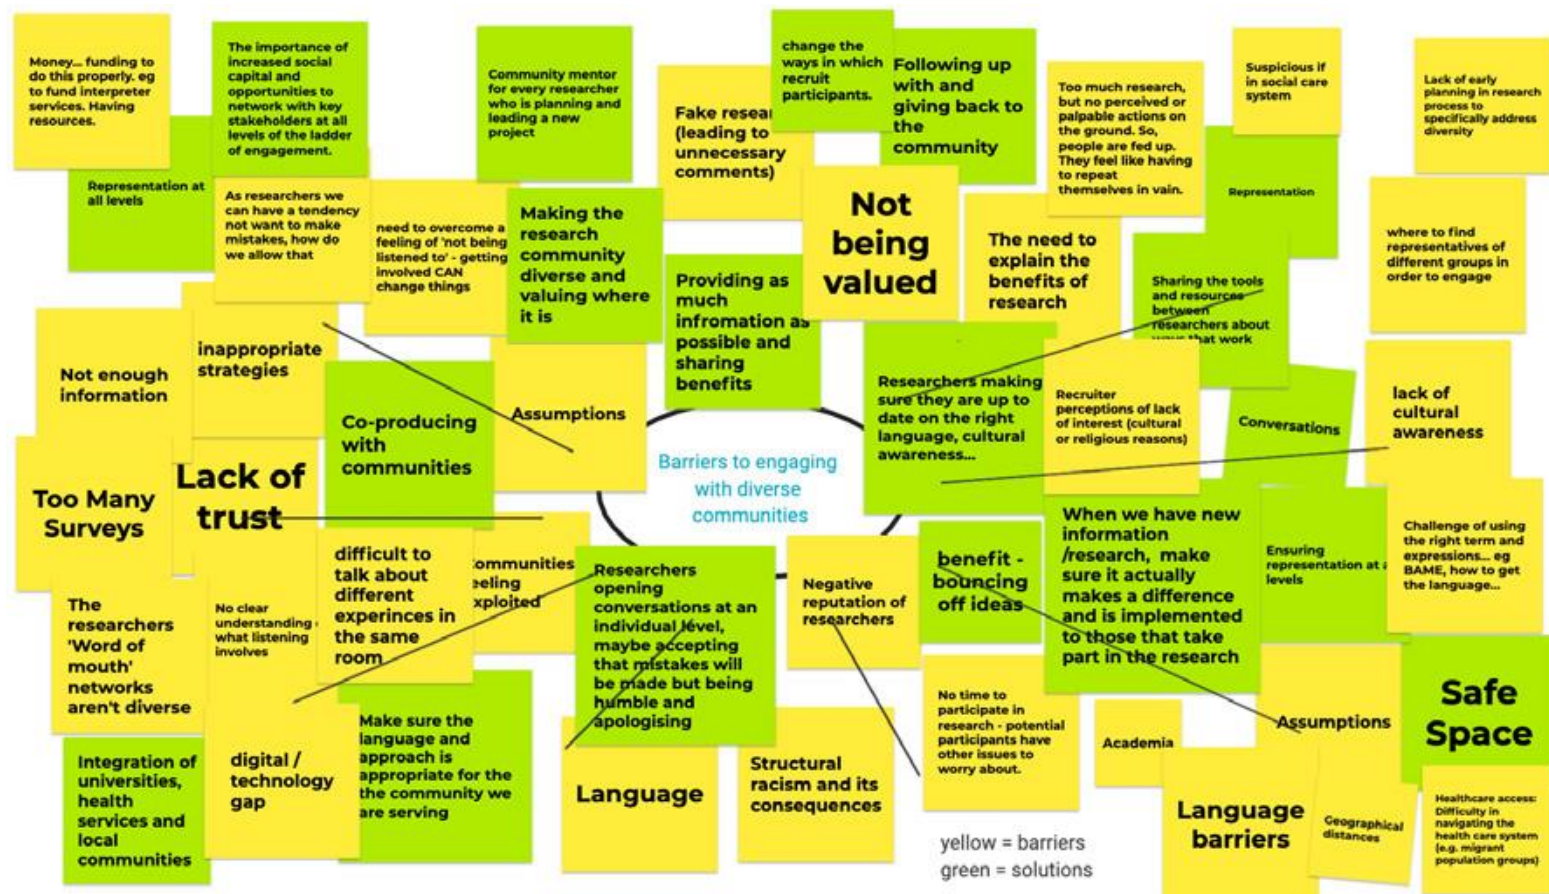 Money... funding to
do this properly. eg
to fund interpreter
services. Having
resources.
The importance of
increased social
capital and
opportunities to
network with key
stakeholders at all
levels of the ladder
of engagement.
Community mentor
for every researcher
who is planning and
leading a new
project
Fake resear
(leading to
unnecessary
comments)
change the
ways in which
recruit
participants.
Following up
with and
giving back to
the
community
Too much research,
but no perceived or
palpable actions on
the ground. So,
people are fed up.
They feel like having
to repeat
themselves in vain.
Suspicious if
in social care
system
Lack of early
planning in research
process to
specifically address
diversity
Representation at
all levels
As researchers we
can have a tendency
not want to make
mistakes, how do
we allow that
need to overcome a
feeling of 'not being
listened to' - getting
involved CAN
change things
Making the
research
community
diverse and
valuing where
it is
Providing as
much
infromation as
possible and
sharing
benefits
Not
being
valued
The need to
explain the
benefits of
research
Representation
Sharing the tools
and resources
between
researchers about
ways that work
where to find
representatives of
different groups in
order to engage
Not enough
information
inappropriate
strategies
Co-producing
with
communities
Assumptions
Barriers to engaging
with diverse
communities
Researchers making
sure they are up to
date on the right
language, cultural
awareness...
Recruiter
perceptions of lack
of interest (cultural
or religious reasons)
Conversations
lack of
cultural
awareness
Too Many
Surveys
Lack of
trust
difficult to
talk about
different
experinces in
the same
room
ommunities
eeling
xploited
Researchers
opening
conversations at an
individual level,
maybe accepting
that mistakes will
be made but being
humble and
apologising
Negative
reputation of
researchers
benefit -
bouncing
off ideas
When we have new
information
/research, make
sure it actually
makes a difference
and is implemented
to those that take
part in the research
Ensuring
representation at a
levels
Challenge of using
the right term and
expressions... eg
BAME, how to get
the language...
The
researchers
'Word of
mouth'
networks
aren't diverse
No clear
understanding
what listening
involves
Integration of
universities,
health
services and
local
communities
digital /
technology
gap
Make sure the
language and
approach is
appropriate for the
the community we
are serving
Language
Structural
racism and its
consequences
No time to
participate in
research - potential
participants have
other issues to
worry about.
Academia
Assumptions
Safe
Space
Language
barriers
Geographical
distances
Healthcare access:
Difficulty in
navigating the
health care system
(e.g. migrant
population groups)
yellow = barriers
green = solutions